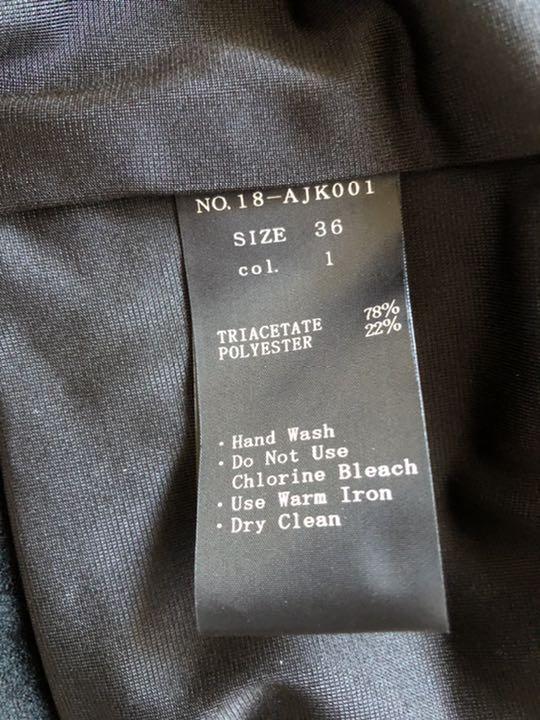 NO.18-AJK001
SIZE 36
col. 1
TRIACETATE 78%
POLYESTER 22%
・Hand Wash
・Do Not Use
Chlorine Bleach
・Use Warm Iron
・Dry Clean